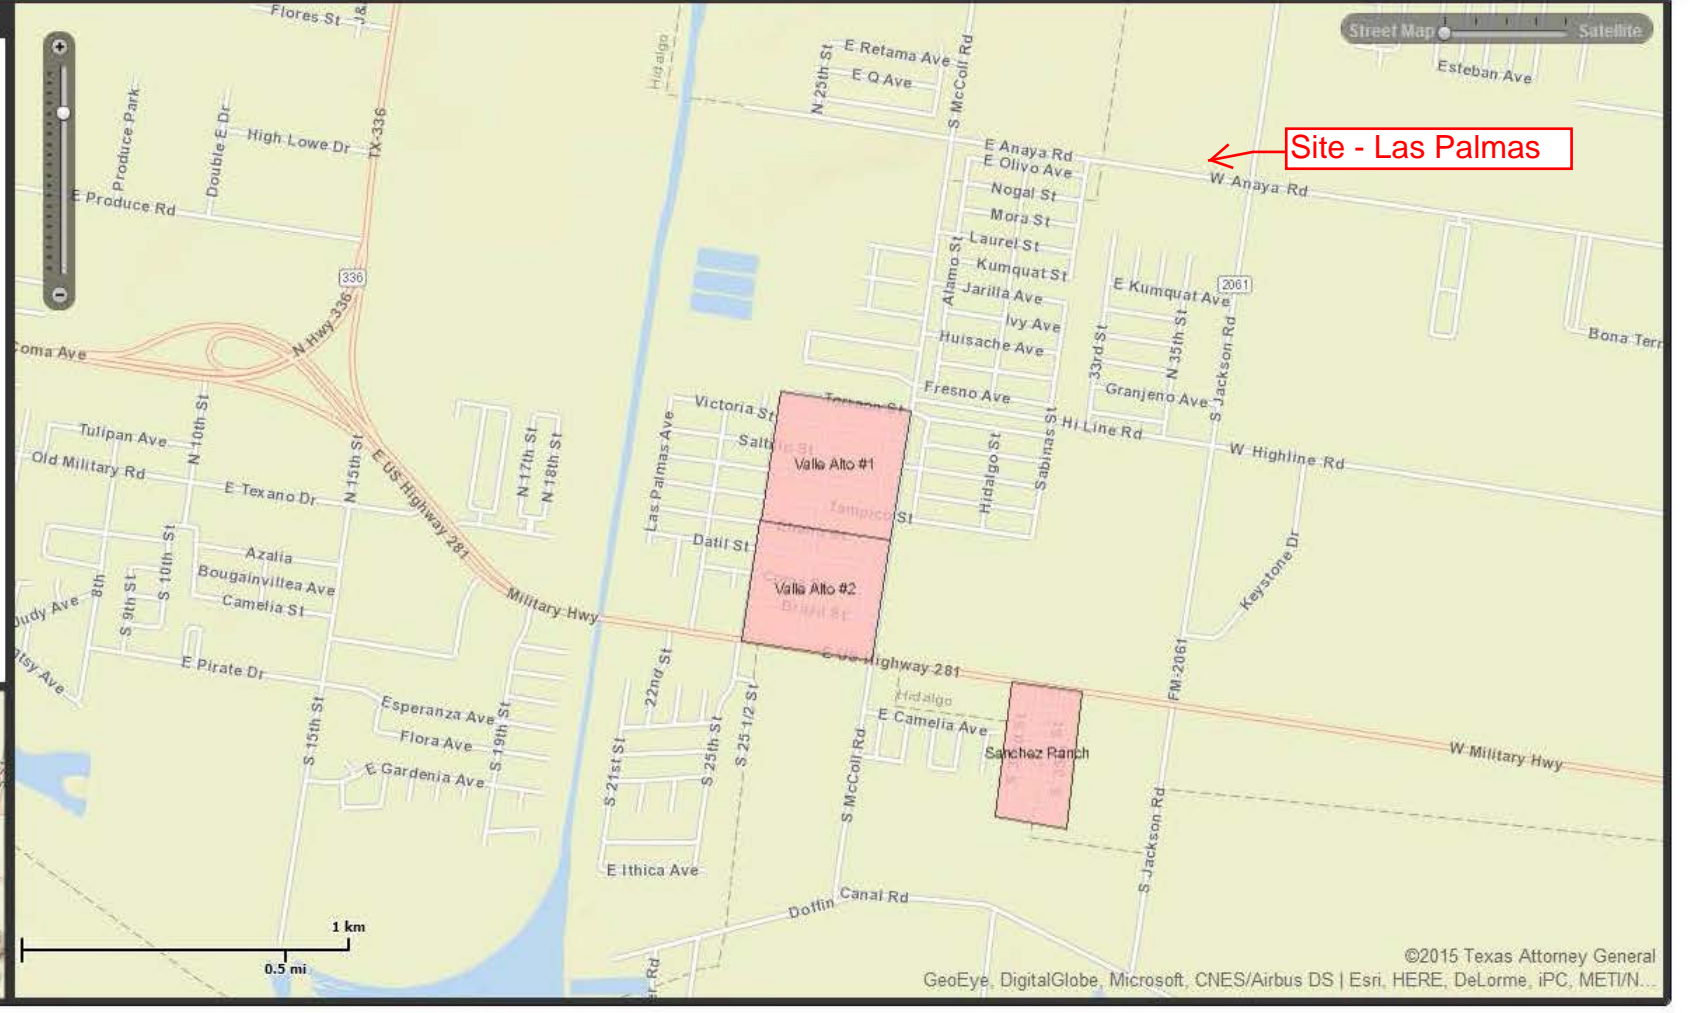 Flores St
J&
Hidalgo
E Retama Ave
E Q Ave
N 25th St
S McColl Rd
Street Map
Satellite
Esteban Ave
Produce Park
Double E Dr
High Lowe Dr
TX-336
E Anaya Rd
E Olivo Ave
Site - Las Palmas
W Anaya Rd
E Produce Rd
Nogal St
Mora St
Laurel St
Kumquat St
Alamo St
Jarilla Ave
Ivy Ave
Huisache Ave
E Kumquat Ave
2061
336
N Hwy 336
33rd St
N 35th St
S Jackson Rd
Bona Terr
Coma Ave
Fresno Ave
Granjeno Ave
Victoria St
Hi Line Rd
W Highline Rd
Tulipan Ave
N 10th St
Old Military Rd
E Texano Dr
N 15th St
E US Highway 281
N 17th St
N 18th St
Las Palmas Ave
Valle Alto #1
Tampico St
Hidalgo St
Sabinas St
Datil St
Valle Alto #2
Brasil St
Keystone Dr
Azalia
Bougainvillea Ave
Camelia St
8th
S 9th St
S 10th St
Judy Ave
Military Hwy
E Pirate Dr
22nd St
E US Highway 281
Hidalgo
E Camelia Ave
FM-2061
Esperanza Ave
Flora Ave
E Gardenia Ave
S 15th St
S 19th St
S 21st St
S 25th St
S 25 1/2 St
S McColl Rd
Sanchez Ranch
W Military Hwy
S Jackson Rd
E Ithica Ave
Doffin
Canal Rd
1 km
0.5 mi
©2015 Texas Attorney General
GeoEye, DigitalGlobe, Microsoft, CNES/Airbus DS | Esri, HERE, DeLorme, iPC, METI/N...